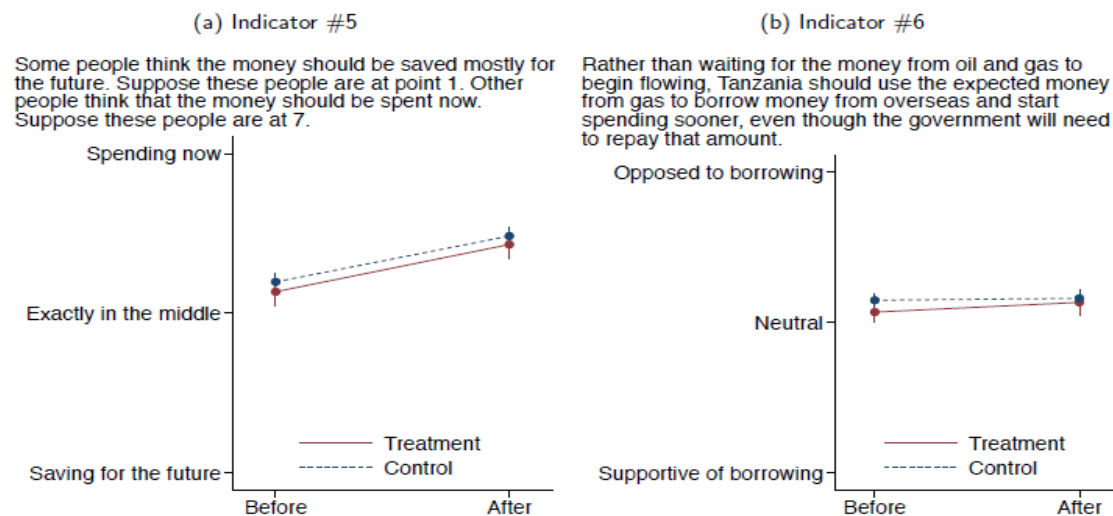 (a) Indicator #5
Some people think the money should be saved mostly for
the future. Suppose these people are at point 1. Other
people think that the money should be spent now.
Suppose these people are at 7.
Spending now
Exactly in the middle
Saving for the future
Treatment
Control
Before
After
(b) Indicator #6
Rather than waiting for the money from oil and gas to
begin flowing, Tanzania should use the expected money
from gas to borrow money from overseas and start
spending sooner, even though the government will need
to repay that amount.
Opposed to borrowing
Neutral
Supportive of borrowing
Treatment
Control
Before
After